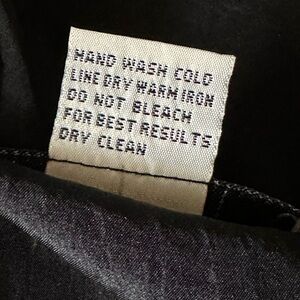 HAND WASH COLD
LINE DRY WARM IRON
DO NOT BLEACH
FOR BEST RESULTS
DRY CLEAN